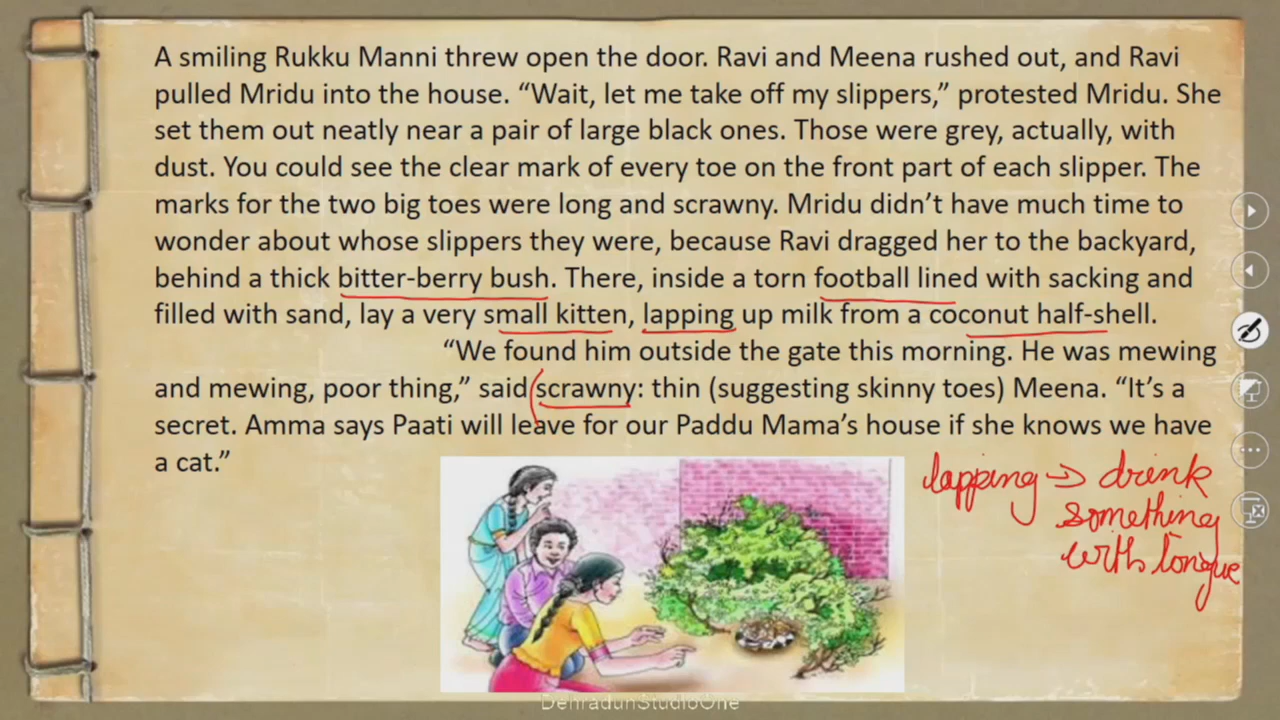 A smiling Rukku Manni threw open the door. Ravi and Meena rushed out, and Ravi
pulled Mridu into the house. “Wait, let me take off my slippers,” protested Mridu. She
set them out neatly near a pair of large black ones. Those were grey, actually, with
dust. You could see the clear mark of every toe on the front part of each slipper. The
marks for the two big toes were long and scrawny. Mridu didn’t have much time to
wonder about whose slippers they were, because Ravi dragged her to the backyard,
behind a thick bitter-berry bush. There, inside a torn football lined with sacking and
filled with sand, lay a very small kitten, lapping up milk from a coconut half-shell.
“We found him outside the gate this morning. He was mewing
and mewing, poor thing,” said scrawny: thin (suggesting skinny toes) Meena. “It’s a
secret. Amma says Paati will leave for our Paddu Mama’s house if she knows we have
a cat.”
lapping → drink
something
with tongue
DehradunStudioOne